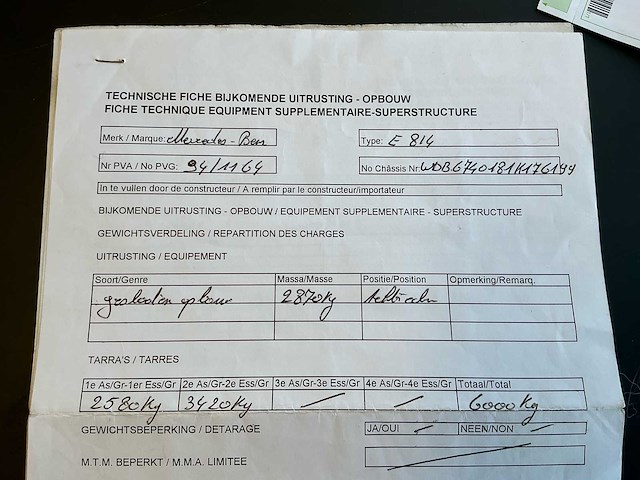 TECHNISCHE FICHE BIJKOMENDE UITRUSTING - OPBOUW
FICHE TECHNIQUE EQUIPEMENT SUPPLEMENTAIRE-SUPERSTRUCTURE
Merk / Marque: Mercedes-Benz Type: E 814
Nr PVA / No PVG: 94/1164 No Châssis Nr: WDB6740181K176199
In te vullen door de constructeur / A remplir par le constructeur/importateur
BIJKOMENDE UITRUSTING - OPBOUW / EQUIPEMENT SUPPLEMENTAIRE - SUPERSTRUCTURE
GEWICHTSVERDELING / REPARTITION DES CHARGES
UITRUSTING / EQUIPEMENT
Soort/Genre Massa/Masse Positie/Position Opmerking/Remarq.
gesloten opbouw 2870kg
TARRA'S / TARRES
1e As/Gr-1er Ess/Gr 2e As/Gr-2e Ess/Gr 3e As/Gr-3e Ess/Gr 4e As/Gr-4e Ess/Gr Totaal/Total
2580Kg 3420Kg / / 6000Kg
GEWICHTSBEPERKING / DETARAGE JA/OUI / NEEN/NON /
M.T.M. BEPERKT / M.M.A. LIMITEE